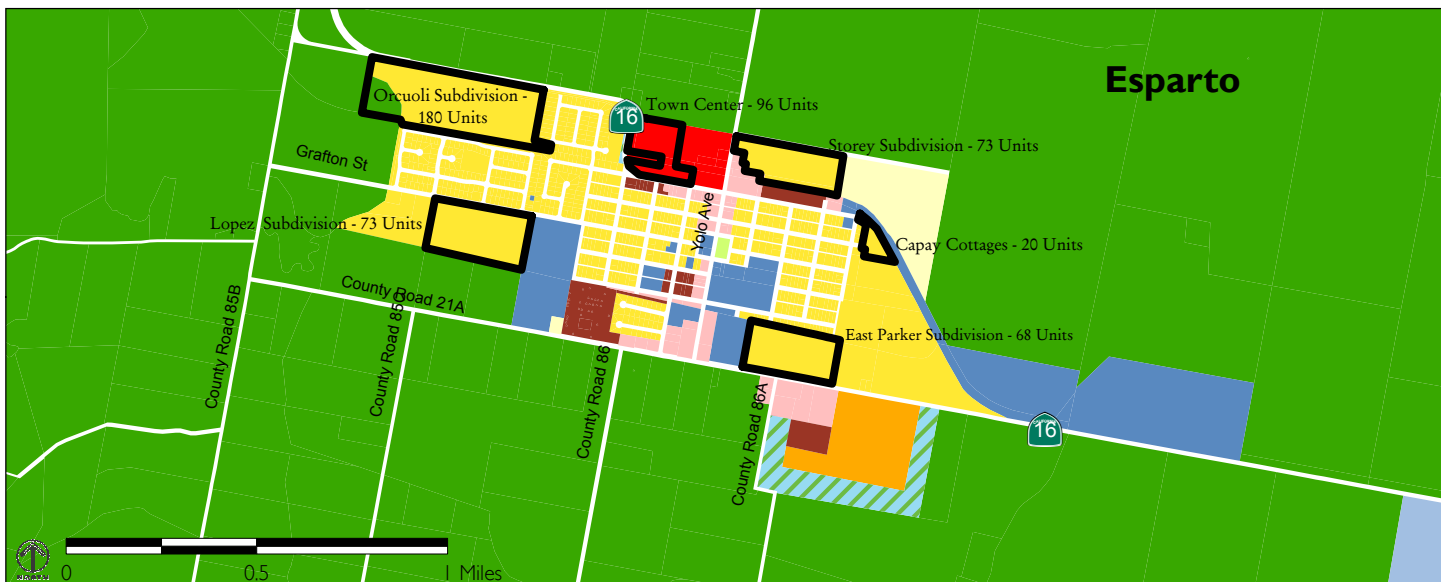 Esparto
Orcuoli Subdivision -
180 Units
16
Town Center - 96 Units
Storey Subdivision - 73 Units
Grafton St
Lopez Subdivision - 73 Units
Yolo Ave
Capay Cottages - 20 Units
County Road 21A
County Road 85B
County Road
County Road 86
East Parker Subdivision - 68 Units
County Road 86A
16
0
0.5
1 Miles